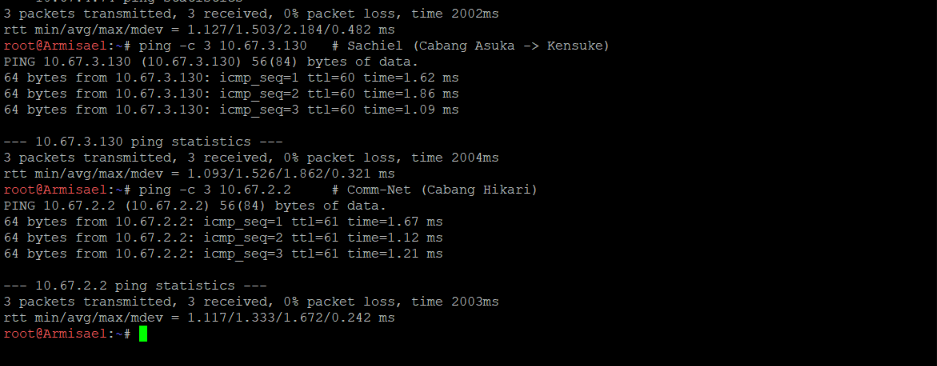 3 packets transmitted, 3 received, 0% packet loss, time 2002ms
rtt min/avg/max/mdev = 1.127/1.503/2.184/0.482 ms
root@Armisael:~# ping -c 3 10.67.3.130   # Sachiel (Cabang Asuka -> Kensuke)
PING 10.67.3.130 (10.67.3.130) 56(84) bytes of data.
64 bytes from 10.67.3.130: icmp_seq=1 ttl=60 time=1.62 ms
64 bytes from 10.67.3.130: icmp_seq=2 ttl=60 time=1.86 ms
64 bytes from 10.67.3.130: icmp_seq=3 ttl=60 time=1.09 ms

--- 10.67.3.130 ping statistics ---
3 packets transmitted, 3 received, 0% packet loss, time 2004ms
rtt min/avg/max/mdev = 1.093/1.526/1.862/0.321 ms
root@Armisael:~# ping -c 3 10.67.2.2     # Comm-Net (Cabang Hikari)
PING 10.67.2.2 (10.67.2.2) 56(84) bytes of data.
64 bytes from 10.67.2.2: icmp_seq=1 ttl=61 time=1.67 ms
64 bytes from 10.67.2.2: icmp_seq=2 ttl=61 time=1.12 ms
64 bytes from 10.67.2.2: icmp_seq=3 ttl=61 time=1.21 ms

--- 10.67.2.2 ping statistics ---
3 packets transmitted, 3 received, 0% packet loss, time 2003ms
rtt min/avg/max/mdev = 1.117/1.333/1.672/0.242 ms
root@Armisael:~#